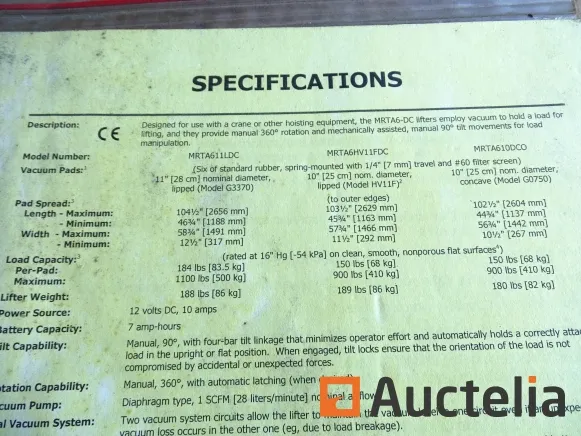 SPECIFICATIONS
Description: Designed for use with a crane or other hoisting equipment, the MRTA6-DC lifters employ vacuum to hold a load for
CE lifting, and they provide manual 360° rotation and mechanically assisted, manual 90° tilt movements for load
manipulation.
Model Number: MRTA611LDC MRTA6HV11FDC MRTA610DCO
Vacuum Pads:¹ (Six of standard rubber, spring-mounted with 1/4" [7 mm] travel and #60 filter screen)
11" [28 cm] nominal diameter, 10" [25 cm] nom. diameter, 10" [25 cm] nom. diameter,
lipped (Model G3370) lipped (Model HV11F)² concave (Model G0750)
Pad Spread: (to outer edges)
Length - Maximum: 104½" [2656 mm] 103½" [2629 mm] 102½" [2604 mm]
- Minimum: 46¾" [1188 mm] 45¾" [1163 mm] 44¾" [1137 mm]
Width - Maximum: 58¾" [1491 mm] 57¾" [1466 mm] 56¾" [1442 mm]
- Minimum: 12½" [317 mm] 11½" [292 mm] 10½" [267 mm]
Load Capacity: (rated at 16" Hg [-54 kPa] on clean, smooth, nonporous flat surfaces⁴)
Per-Pad: 184 lbs [83.5 kg] 150 lbs [68 kg] 150 lbs [68 kg]
Maximum: 1100 lbs [500 kg] 900 lbs [410 kg] 900 lbs [410 kg]
Lifter Weight: 188 lbs [86 kg] 189 lbs [86 kg] 180 lbs [82 kg]
Power Source: 12 volts DC, 10 amps
Battery Capacity: 7 amp-hours
Tilt Capability: Manual, 90°, with four-bar tilt linkage that minimizes operator effort and automatically holds a correctly
load in the upright or flat position. When engaged, tilt locks ensure that the orientation of the load is not
compromised by accidental or unexpected forces.
otation Capability: Manual, 360°, with automatic latching (when
cuum Pump: Diaphragm type, 1 SCFM [28 liters/minute]
al Vacuum System: Two vacuum system circuits allow the lifter to the vacuum in one circuit even if an
vacuum loss occurs in the other one (eg, due to load breakage).
Auctelia